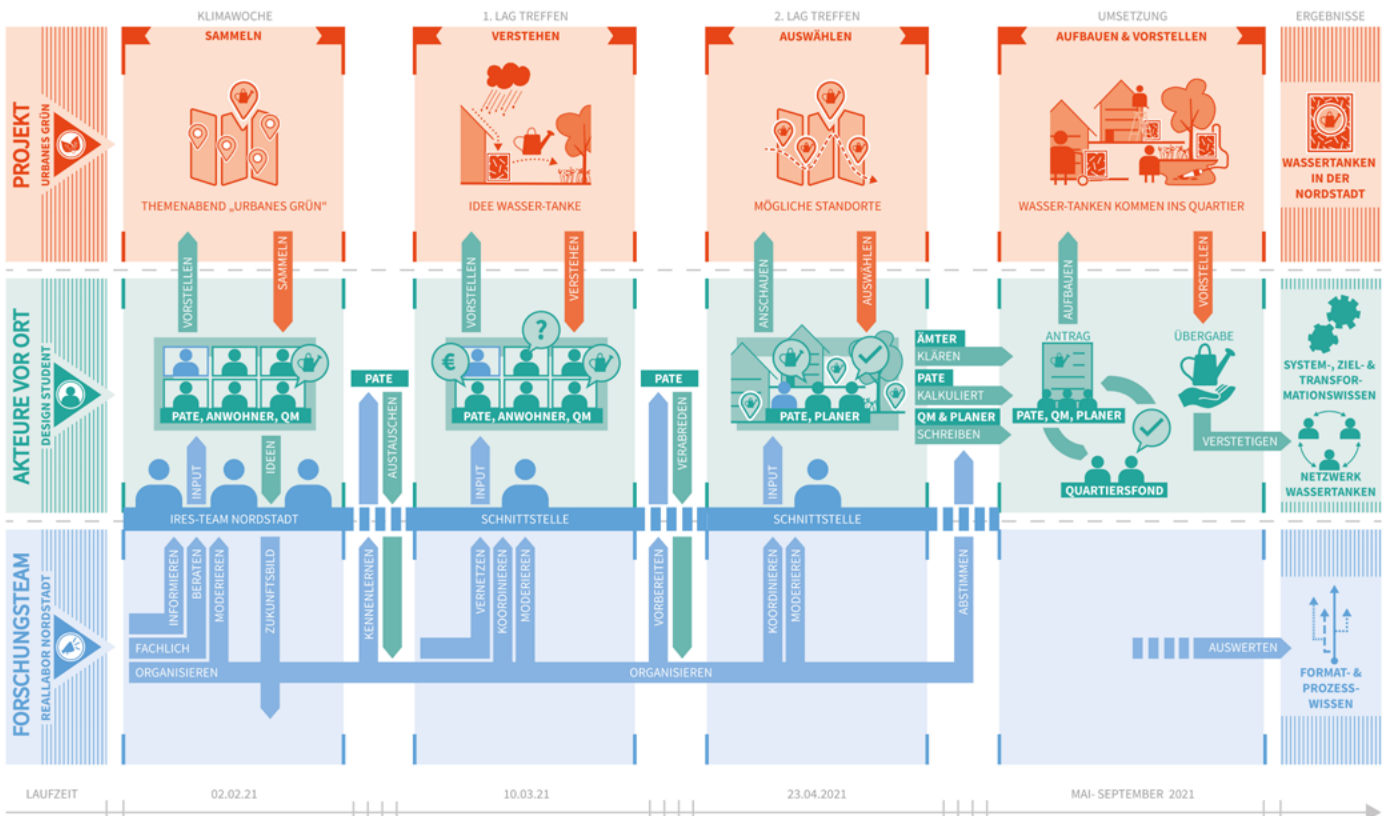 KLIMAWOCHE
1. LAG TREFFEN
2. LAG TREFFEN
UMSETZUNG
ERGEBNISSE
SAMMELN
VERSTEHEN
AUSWÄHLEN
AUFBAUEN & VORSTELLEN
PROJEKT
URBANES GRÜN
THEMENABEND „URBANES GRÜN"
IDEE WASSER-TANKE
MÖGLICHE STANDORTE
WASSER-TANKEN KOMMEN INS QUARTIER
WASSERTANKEN
IN DER
NORDSTADT
VORSTELLEN
SAMMELN
VORSTELLEN
VERSTEHEN
ANSCHAUEN
AUSWÄHLEN
AUFBAUEN
VORSTELLEN
AKTEURE VOR ORT
DESIGN STUDENT
PATE, ANWOHNER, QM
INPUT
IDEEN
IRES-TEAM NORDSTADT
PATE
AUSTAUSCHEN
€
?
PATE, ANWOHNER, QM
INPUT
SCHNITTSTELLE
PATE
VERABREDEN
PATE, PLANER
INPUT
SCHNITTSTELLE
ÄMTER
KLÄREN
PATE
KALKULIERT
QM & PLANER
SCHREIBEN
ANTRAG
PATE, QM, PLANER
QUARTIERSFOND
ÜBERGABE
VERSTETIGEN
SYSTEM-, ZIEL- &
TRANSFOR-
MATIONSWISSEN
NETZWERK
WASSERTANKEN
FORSCHUNGSTEAM
REALLABOR NORDSTADT
INFORMIEREN
BERATEN
MODERIEREN
ZUKUNFTSBILD
FACHLICH
ORGANISIEREN
KENNENLERNEN
VERNETZEN
KOORDINIEREN
MODERIEREN
VORBEREITEN
ORGANISIEREN
KOORDINIEREN
MODERIEREN
ABSTIMMEN
AUSWERTEN
FORMAT- &
PROZESS-
WISSEN
LAUFZEIT
02.02.21
10.03.21
23.04.2021
MAI- SEPTEMBER 2021